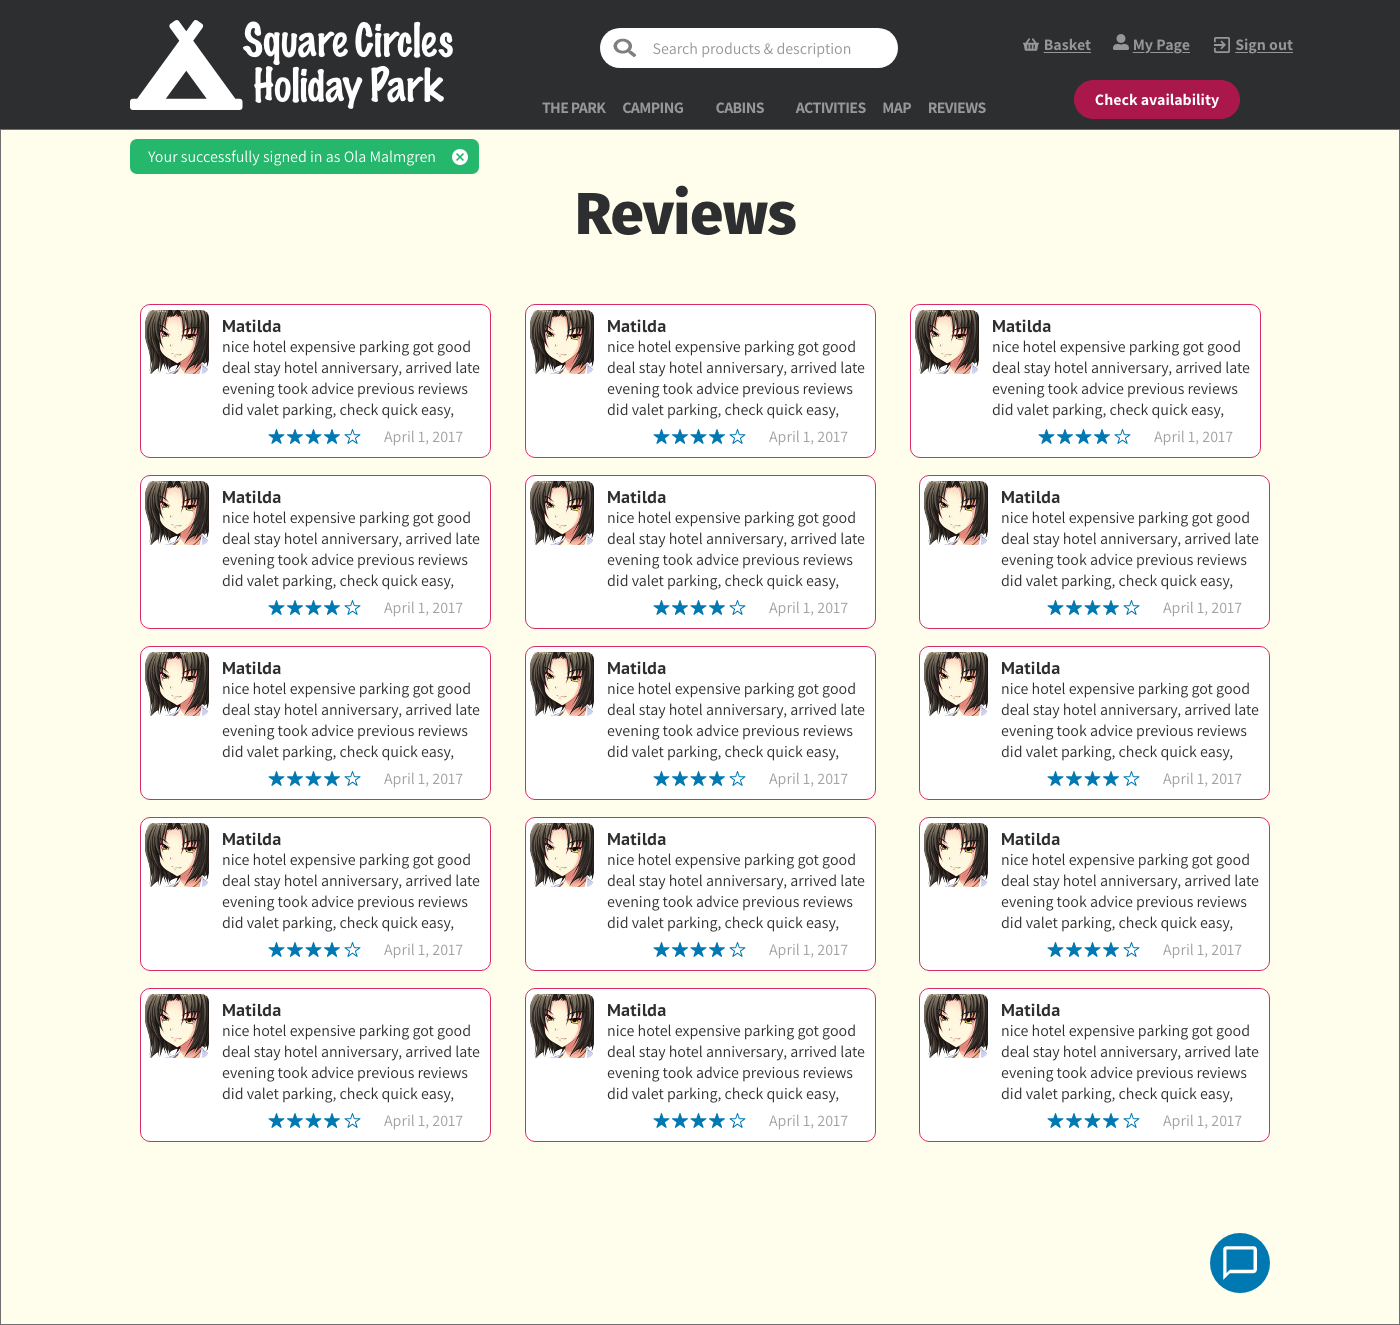 Square Circles
Holiday Park
Search products & description
Basket
My Page
Sign out
THE PARK CAMPING CABINS ACTIVITIES MAP REVIEWS
Check availability
Your successfully signed in as Ola Malmgren
Reviews
Matilda
nice hotel expensive parking got good
deal stay hotel anniversary, arrived late
evening took advice previous reviews
did valet parking, check quick easy,
April 1, 2017
Matilda
nice hotel expensive parking got good
deal stay hotel anniversary, arrived late
evening took advice previous reviews
did valet parking, check quick easy,
April 1, 2017
Matilda
nice hotel expensive parking got good
deal stay hotel anniversary, arrived late
evening took advice previous reviews
did valet parking, check quick easy,
April 1, 2017
Matilda
nice hotel expensive parking got good
deal stay hotel anniversary, arrived late
evening took advice previous reviews
did valet parking, check quick easy,
April 1, 2017
Matilda
nice hotel expensive parking got good
deal stay hotel anniversary, arrived late
evening took advice previous reviews
did valet parking, check quick easy,
April 1, 2017
Matilda
nice hotel expensive parking got good
deal stay hotel anniversary, arrived late
evening took advice previous reviews
did valet parking, check quick easy,
April 1, 2017
Matilda
nice hotel expensive parking got good
deal stay hotel anniversary, arrived late
evening took advice previous reviews
did valet parking, check quick easy,
April 1, 2017
Matilda
nice hotel expensive parking got good
deal stay hotel anniversary, arrived late
evening took advice previous reviews
did valet parking, check quick easy,
April 1, 2017
Matilda
nice hotel expensive parking got good
deal stay hotel anniversary, arrived late
evening took advice previous reviews
did valet parking, check quick easy,
April 1, 2017
Matilda
nice hotel expensive parking got good
deal stay hotel anniversary, arrived late
evening took advice previous reviews
did valet parking, check quick easy,
April 1, 2017
Matilda
nice hotel expensive parking got good
deal stay hotel anniversary, arrived late
evening took advice previous reviews
did valet parking, check quick easy,
April 1, 2017
Matilda
nice hotel expensive parking got good
deal stay hotel anniversary, arrived late
evening took advice previous reviews
did valet parking, check quick easy,
April 1, 2017
Matilda
nice hotel expensive parking got good
deal stay hotel anniversary, arrived late
evening took advice previous reviews
did valet parking, check quick easy,
April 1, 2017
Matilda
nice hotel expensive parking got good
deal stay hotel anniversary, arrived late
evening took advice previous reviews
did valet parking, check quick easy,
April 1, 2017
Matilda
nice hotel expensive parking got good
deal stay hotel anniversary, arrived late
evening took advice previous reviews
did valet parking, check quick easy,
April 1, 2017